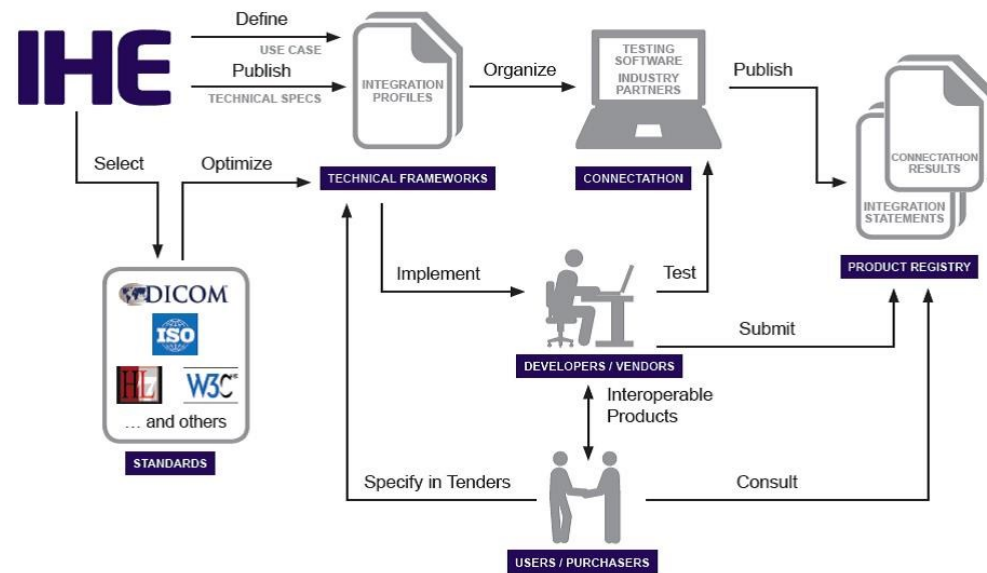 IHE
Define
USE CASE
Publish
TECHNICAL SPECS
INTEGRATION
PROFILES
Organize
TESTING
SOFTWARE
INDUSTRY
PARTNERS
Publish
CONNECTATHON
RESULTS
INTEGRATION
STATEMENTS
Select
Optimize
TECHNICAL FRAMEWORKS
CONNECTATHON
PRODUCT REGISTRY
DICOM
ISO
HL7
W3C
... and others
STANDARDS
Implement
Test
DEVELOPERS / VENDORS
Submit
Interoperable
Products
Specify in Tenders
Consult
USERS / PURCHASERS